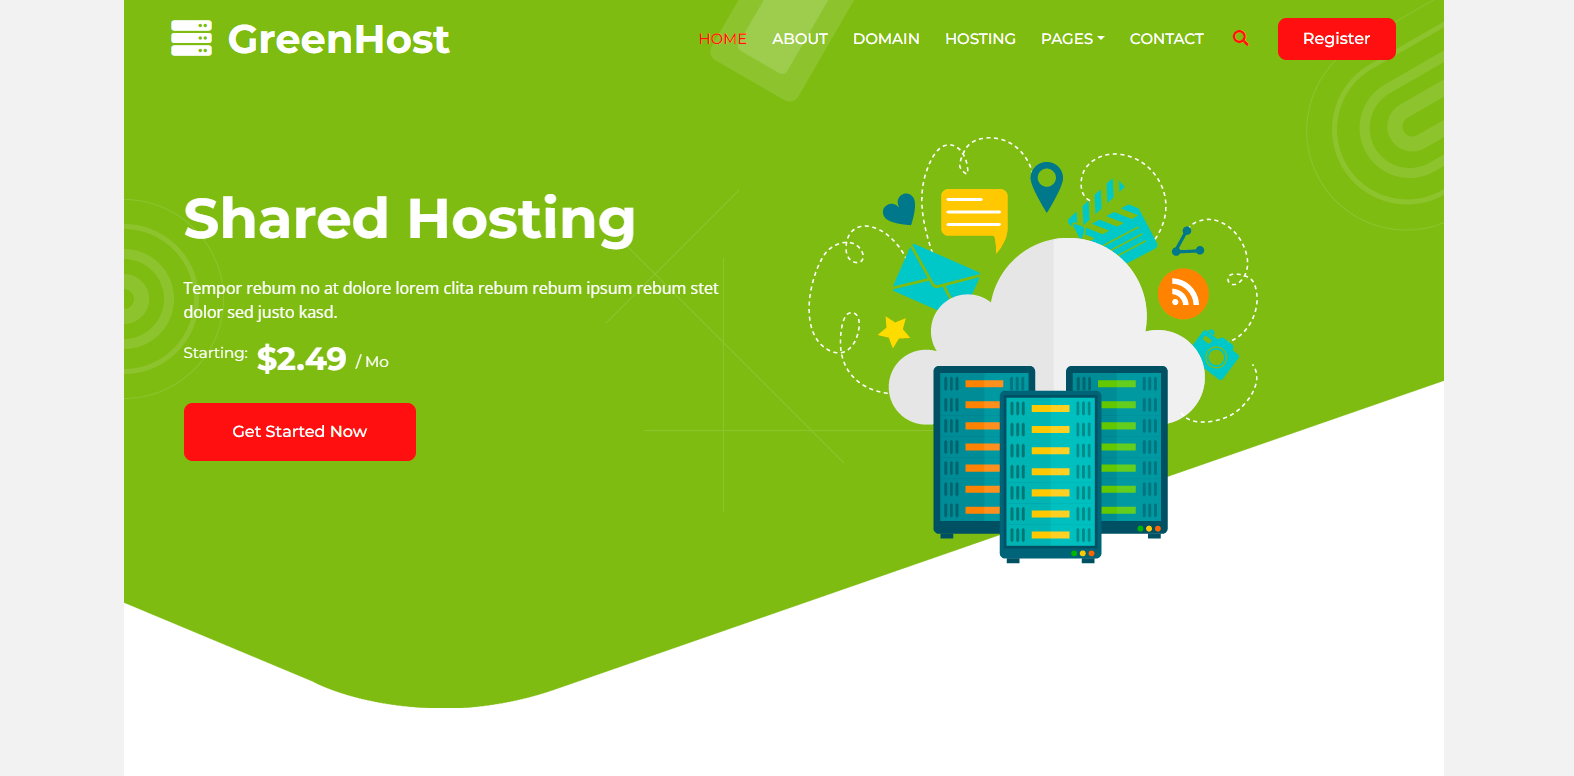 GreenHost
HOME ABOUT DOMAIN HOSTING PAGES CONTACT Register
Shared Hosting
Tempor rebum no at dolore lorem clita rebum rebum ipsum rebum stet
dolor sed justo kasd.
Starting: $2.49 / Mo
Get Started Now